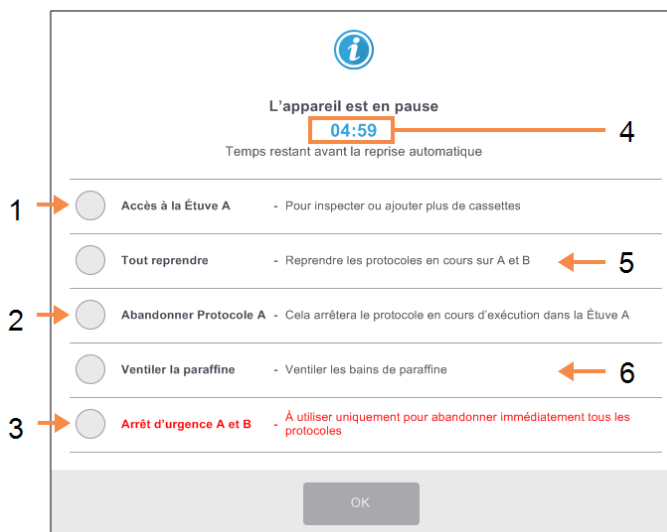 L'appareil est en pause
04:59
4
Temps restant avant la reprise automatique
1
Accès à la Étuve A - Pour inspecter ou ajouter plus de cassettes
Tout reprendre - Reprendre les protocoles en cours sur A et B
5
2
Abandonner Protocole A - Cela arrêtera le protocole en cours d'exécution dans la Étuve A
Ventiler la paraffine - Ventiler les bains de paraffine
6
3
Arrêt d'urgence A et B - À utiliser uniquement pour abandonner immédiatement tous les
protocoles
OK